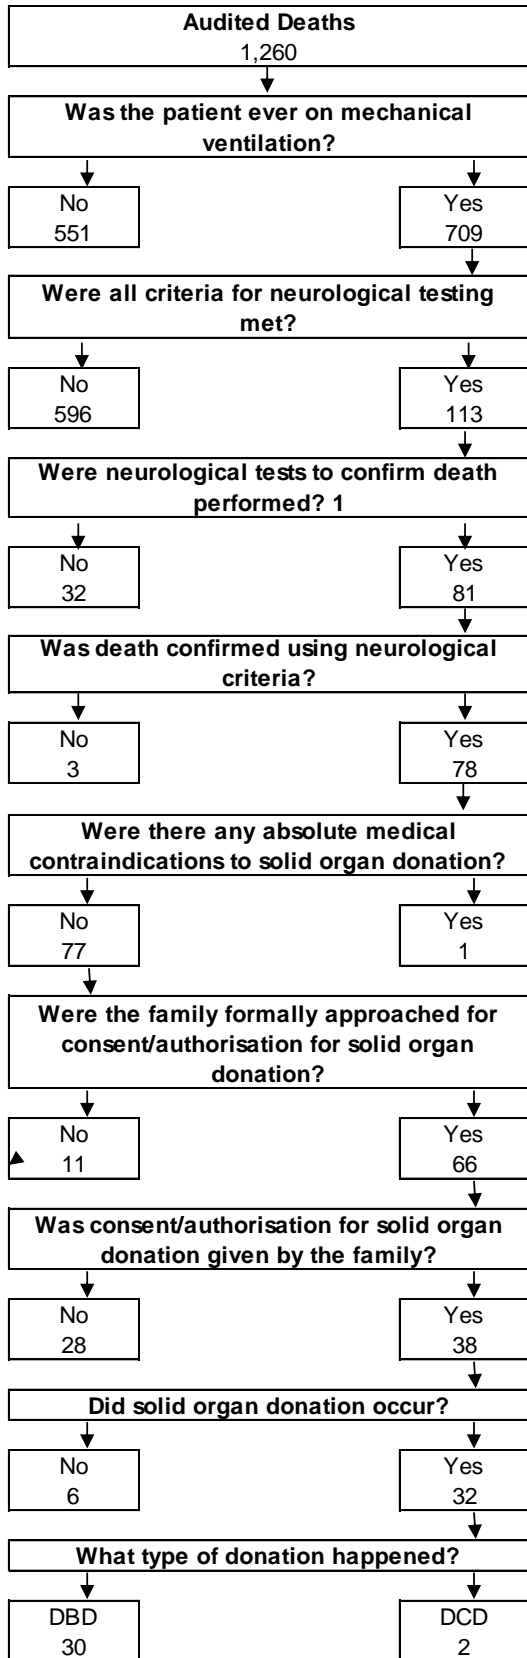 Audited Deaths
1,260
Was the patient ever on mechanical
ventilation?
No
551
Yes
709
Were all criteria for neurological testing
met?
No
596
Yes
113
Were neurological tests to confirm death
performed? 1
No
32
Yes
81
Was death confirmed using neurological
criteria?
No
3
Yes
78
Were there any absolute medical
contraindications to solid organ donation?
No
77
Yes
1
Were the family formally approached for
consent/authorisation for solid organ
donation?
No
11
Yes
66
Was consent/authorisation for solid organ
donation given by the family?
No
28
Yes
38
Did solid organ donation occur?
No
6
Yes
32
What type of donation happened?
DBD
30
DCD
2